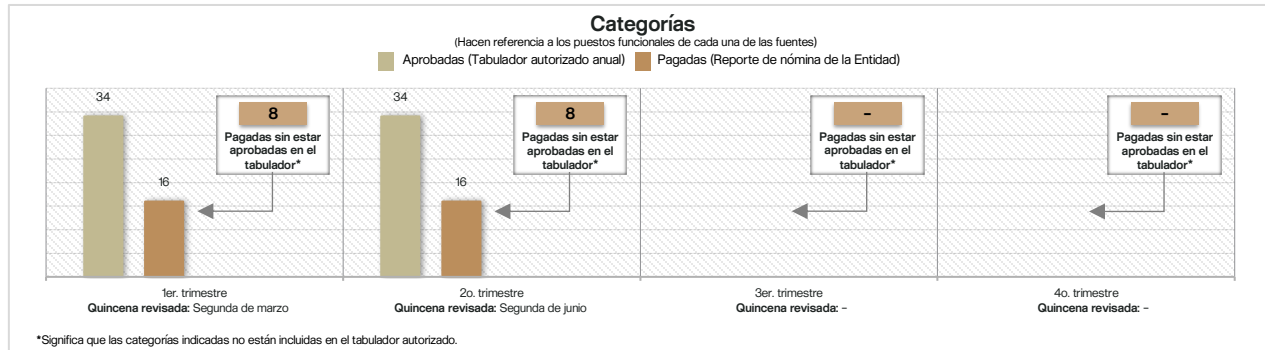 Categorías
(Hacen referencia a los puestos funcionales de cada una de las fuentes)
Aprobadas (Tabulador autorizado anual) Pagadas (Reporte de nómina de la Entidad)
34
16
8
Pagadas sin estar
aprobadas en el
tabulador*
34
16
8
Pagadas sin estar
aprobadas en el
tabulador*
–
Pagadas sin estar
aprobadas en el
tabulador*
–
Pagadas sin estar
aprobadas en el
tabulador*
1er. trimestre
Quincena revisada: Segunda de marzo
2o. trimestre
Quincena revisada: Segunda de junio
3er. trimestre
Quincena revisada: –
4o. trimestre
Quincena revisada: –
*Significa que las categorías indicadas no están incluidas en el tabulador autorizado.